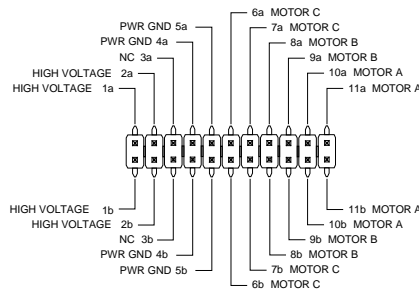 6a MOTOR C
PWR GND 5a 7a MOTOR C
PWR GND 4a 8a MOTOR B
NC 3a 9a MOTOR B
HIGH VOLTAGE 2a 10a MOTOR A
HIGH VOLTAGE 1a 11a MOTOR A
HIGH VOLTAGE 1b 11b MOTOR A
HIGH VOLTAGE 2b 10b MOTOR A
NC 3b 9b MOTOR B
PWR GND 4b 8b MOTOR B
PWR GND 5b 7b MOTOR C
6b MOTOR C